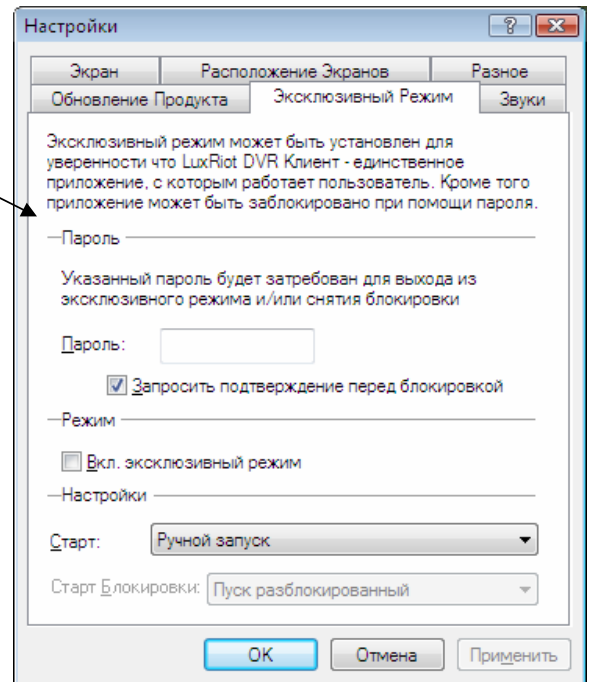 Настройки
Экран Расположение Экранов Разное
Обновление Продукта Эксклюзивный Режим Звуки
Эксклюзивный режим может быть установлен для
уверенности что LuxRiot DVR Клиент - единственное
приложение, с которым работает пользователь. Кроме того
приложение может быть заблокировано при помощи пароля.
Пароль
Указанный пароль будет затребован для выхода из
эксклюзивного режима и/или снятия блокировки
Пароль:
Запросить подтверждение перед блокировкой
Режим
Вкл. эксклюзивный режим
Настройки
Старт: Ручной запуск
Старт Блокировки: Пуск разблокированный
OK Отмена Применить